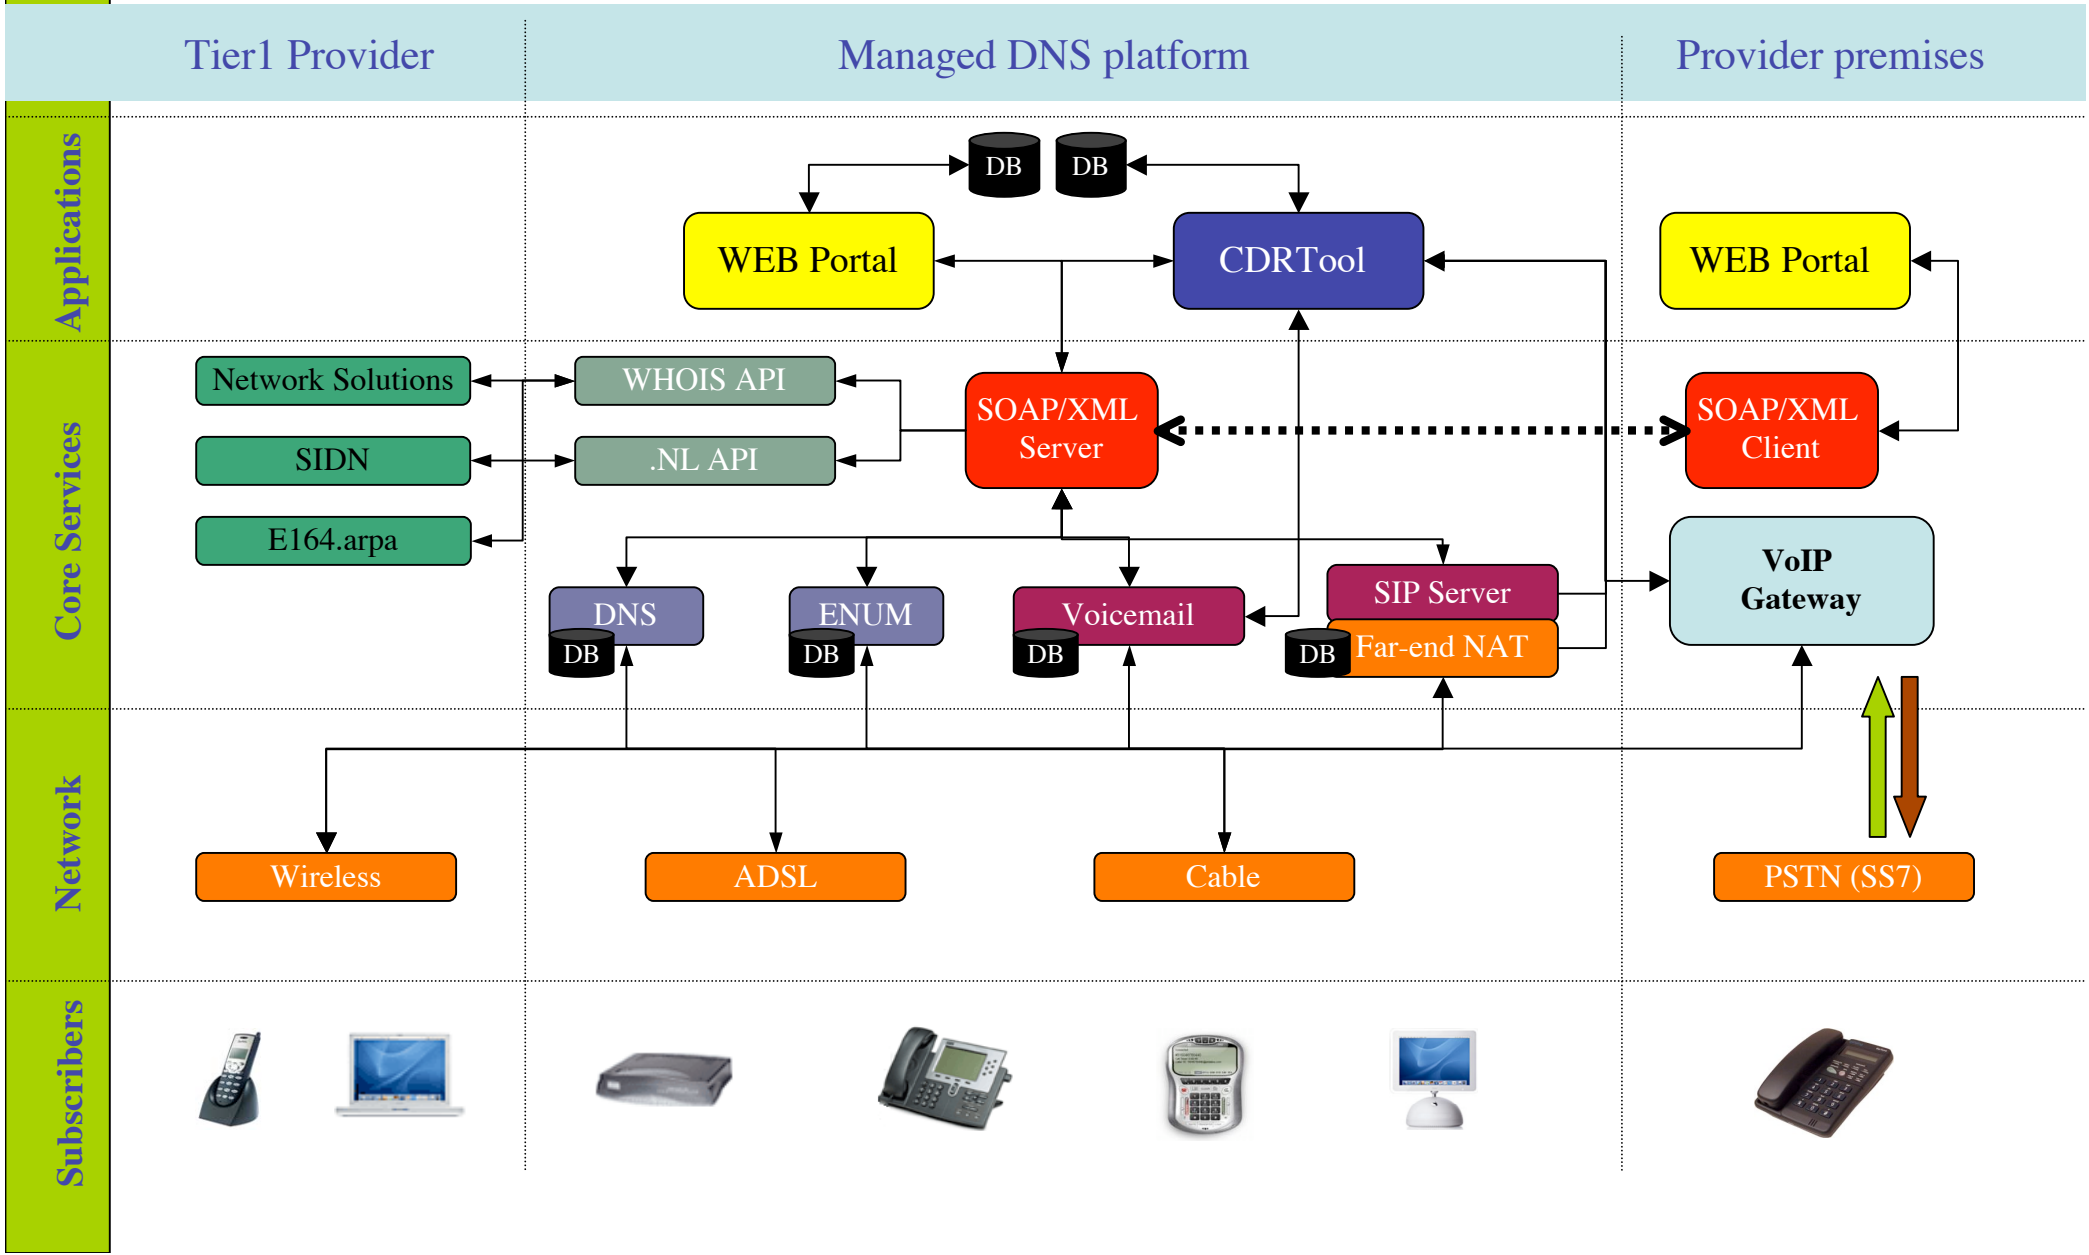 Tier1 Provider
Managed DNS platform
Provider premises
Applications
DB
DB
WEB Portal
CDRTool
WEB Portal
Core Services
Network Solutions
WHOIS API
SOAP/XML
Server
SOAP/XML
Client
SIDN
.NL API
E164.arpa
VoIP
Gateway
DNS
DB
ENUM
DB
Voicemail
DB
SIP Server
Far-end NAT
DB
Network
Wireless
ADSL
Cable
PSTN (SS7)
Subscribers